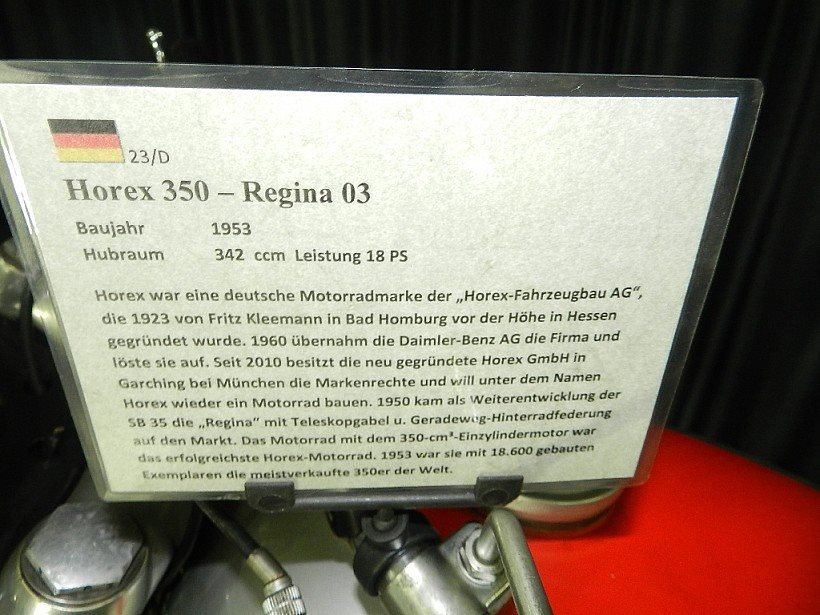 23/D
Horex 350 – Regina 03
Baujahr 1953
Hubraum 342 ccm Leistung 18 PS
Horex war eine deutsche Motorradmarke der „Horex-Fahrzeugbau AG“,
die 1923 von Fritz Kleemann in Bad Homburg vor der Höhe in Hessen
gegründet wurde. 1960 übernahm die Daimler-Benz AG die Firma und
löste sie auf. Seit 2010 besitzt die neu gegründete Horex GmbH in
Garching bei München die Markenrechte und will unter dem Namen
Horex wieder ein Motorrad bauen. 1950 kam als Weiterentwicklung der
SB 35 die „Regina“ mit Teleskopgabel u. Geradeweg-Hinterradfederung
auf den Markt. Das Motorrad mit dem 350-cm³-Einzylindermotor war
das erfolgreichste Horex-Motorrad. 1953 war sie mit 18.600 gebauten
Exemplaren die meistverkaufte 350er der Welt.